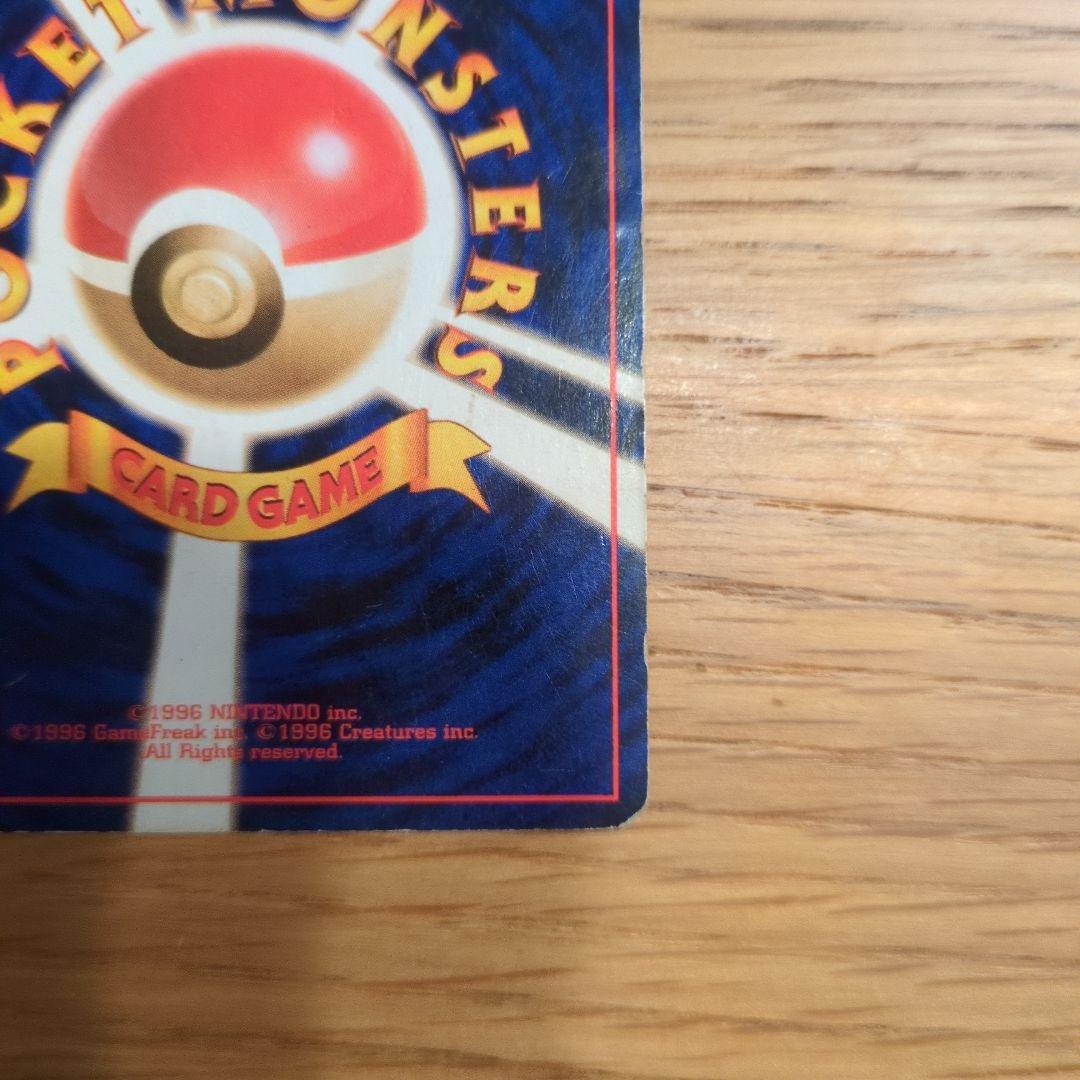 POCKET MONSTERS
CARD GAME
©1996 NINTENDO inc.
©1996 GameFreak inc. ©1996 Creatures inc.
All Rights reserved.